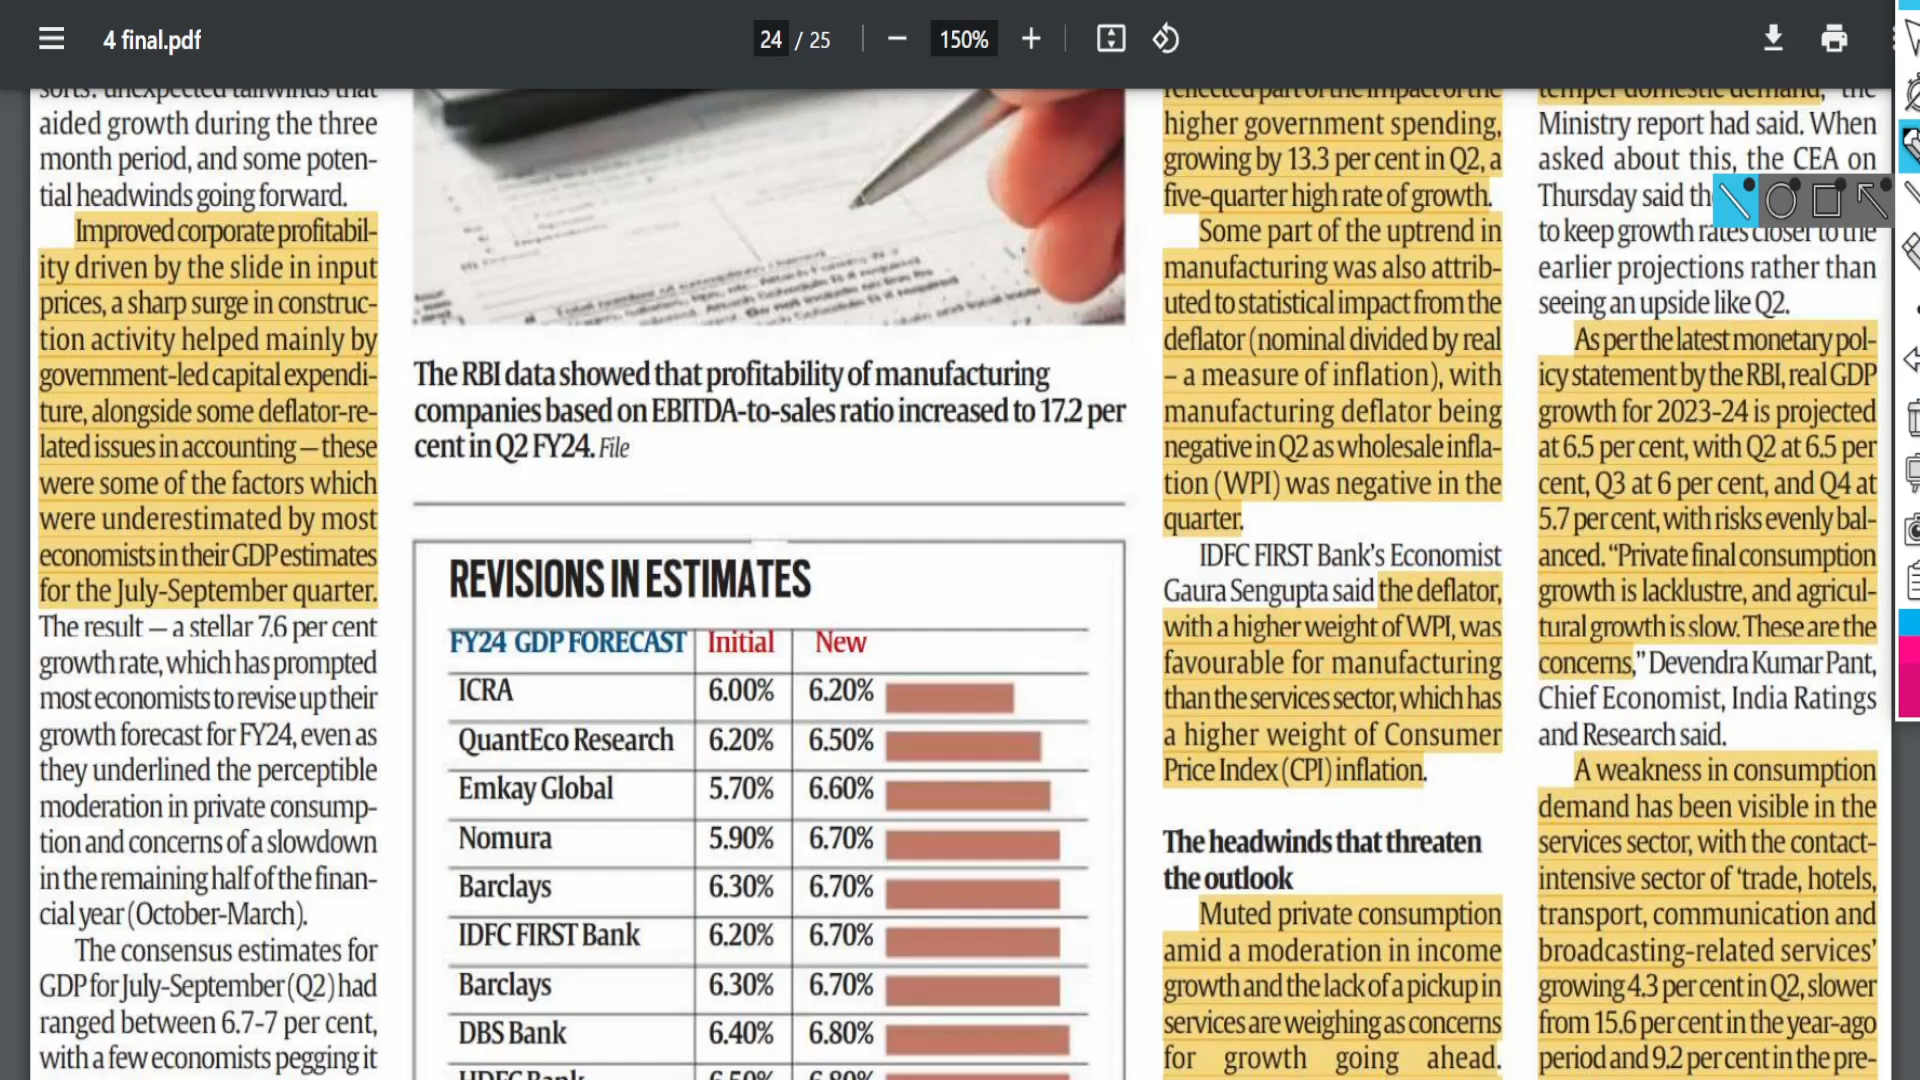 4 final.pdf
24 / 25
150%
sorts: unexpected tailwinds that
aided growth during the three
month period, and some poten-
tial headwinds going forward.
Improved corporate profitabil-
ity driven by the slide in input
prices, a sharp surge in construc-
tion activity helped mainly by
government-led capital expendi-
ture, alongside some deflator-re-
lated issues in accounting — these
were some of the factors which
were underestimated by most
economists in their GDP estimates
for the July-September quarter.
The result — a stellar 7.6 per cent
growth rate, which has prompted
most economists to revise up their
growth forecast for FY24, even as
they underlined the perceptible
moderation in private consump-
tion and concerns of a slowdown
in the remaining half of the finan-
cial year (October-March).
The consensus estimates for
GDP for July-September (Q2) had
ranged between 6.7-7 per cent,
with a few economists pegging it
The RBI data showed that profitability of manufacturing
companies based on EBITDA-to-sales ratio increased to 17.2 per
cent in Q2 FY24. File
REVISIONS IN ESTIMATES
FY24 GDP FORECAST Initial New
ICRA 6.00% 6.20%
QuantEco Research 6.20% 6.50%
Emkay Global 5.70% 6.60%
Nomura 5.90% 6.70%
Barclays 6.30% 6.70%
IDFC FIRST Bank 6.20% 6.70%
Barclays 6.30% 6.70%
DBS Bank 6.40% 6.80%
HDFC Bank 6.50% 6.80%
reflected part of the impact of the
higher government spending,
growing by 13.3 per cent in Q2, a
five-quarter high rate of growth.
Some part of the uptrend in
manufacturing was also attrib-
uted to statistical impact from the
deflator (nominal divided by real
– a measure of inflation), with
manufacturing deflator being
negative in Q2 as wholesale infla-
tion (WPI) was negative in the
quarter.
IDFC FIRST Bank's Economist
Gaura Sengupta said the deflator,
with a higher weight of WPI, was
favourable for manufacturing
than the services sector, which has
a higher weight of Consumer
Price Index (CPI) inflation.
The headwinds that threaten
the outlook
Muted private consumption
amid a moderation in income
growth and the lack of a pickup in
services are weighing as concerns
for growth going ahead.
temper domestic demand," the
Ministry report had said. When
asked about this, the CEA on
Thursday said th
to keep growth rates closer to the
earlier projections rather than
seeing an upside like Q2.
As per the latest monetary pol-
icy statement by the RBI, real GDP
growth for 2023-24 is projected
at 6.5 per cent, with Q2 at 6.5 per
cent, Q3 at 6 per cent, and Q4 at
5.7 per cent, with risks evenly bal-
anced. "Private final consumption
growth is lacklustre, and agricul-
tural growth is slow. These are the
concerns," Devendra Kumar Pant,
Chief Economist, India Ratings
and Research said.
A weakness in consumption
demand has been visible in the
services sector, with the contact-
intensive sector of 'trade, hotels,
transport, communication and
broadcasting-related services'
growing 4.3 per cent in Q2, slower
from 15.6 per cent in the year-ago
period and 9.2 per cent in the pre-